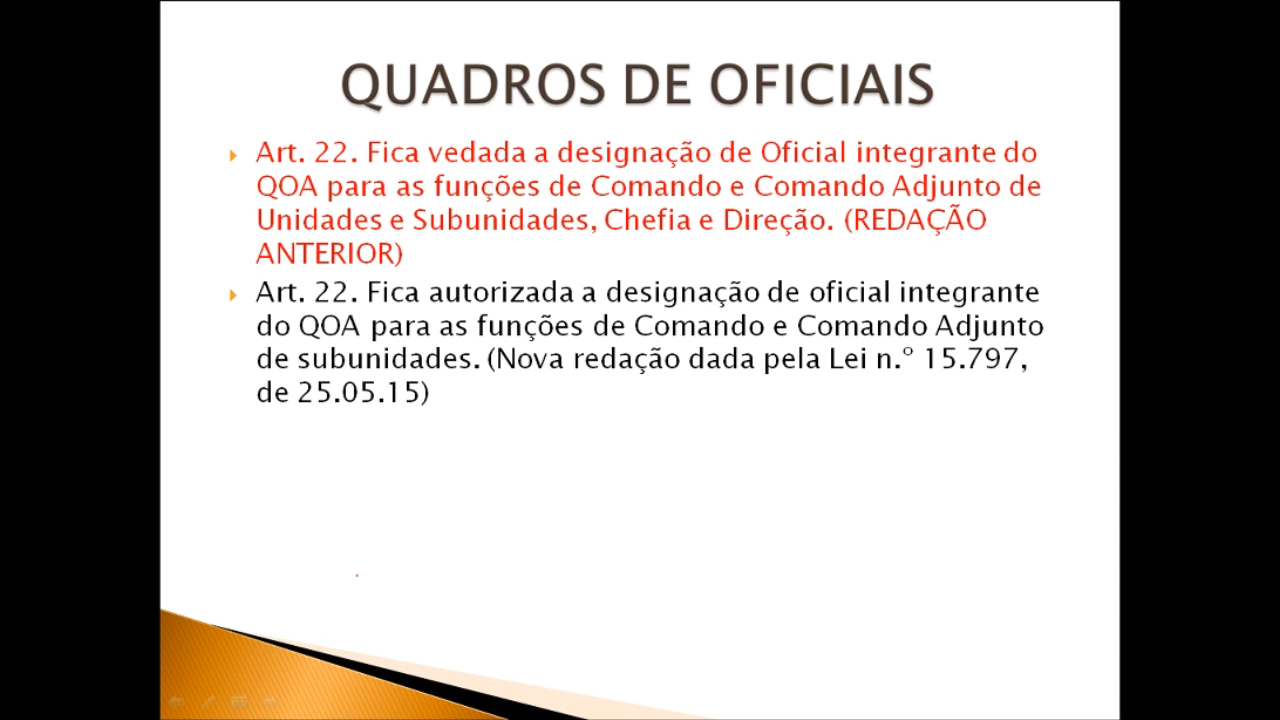 QUADROS DE OFICIAIS
Art. 22. Fica vedada a designação de Oficial integrante do
QOA para as funções de Comando e Comando Adjunto de
Unidades e Subunidades, Chefia e Direção. (REDAÇÃO
ANTERIOR)
Art. 22. Fica autorizada a designação de oficial integrante
do QOA para as funções de Comando e Comando Adjunto
de subunidades. (Nova redação dada pela Lei n.º 15.797,
de 25.05.15)